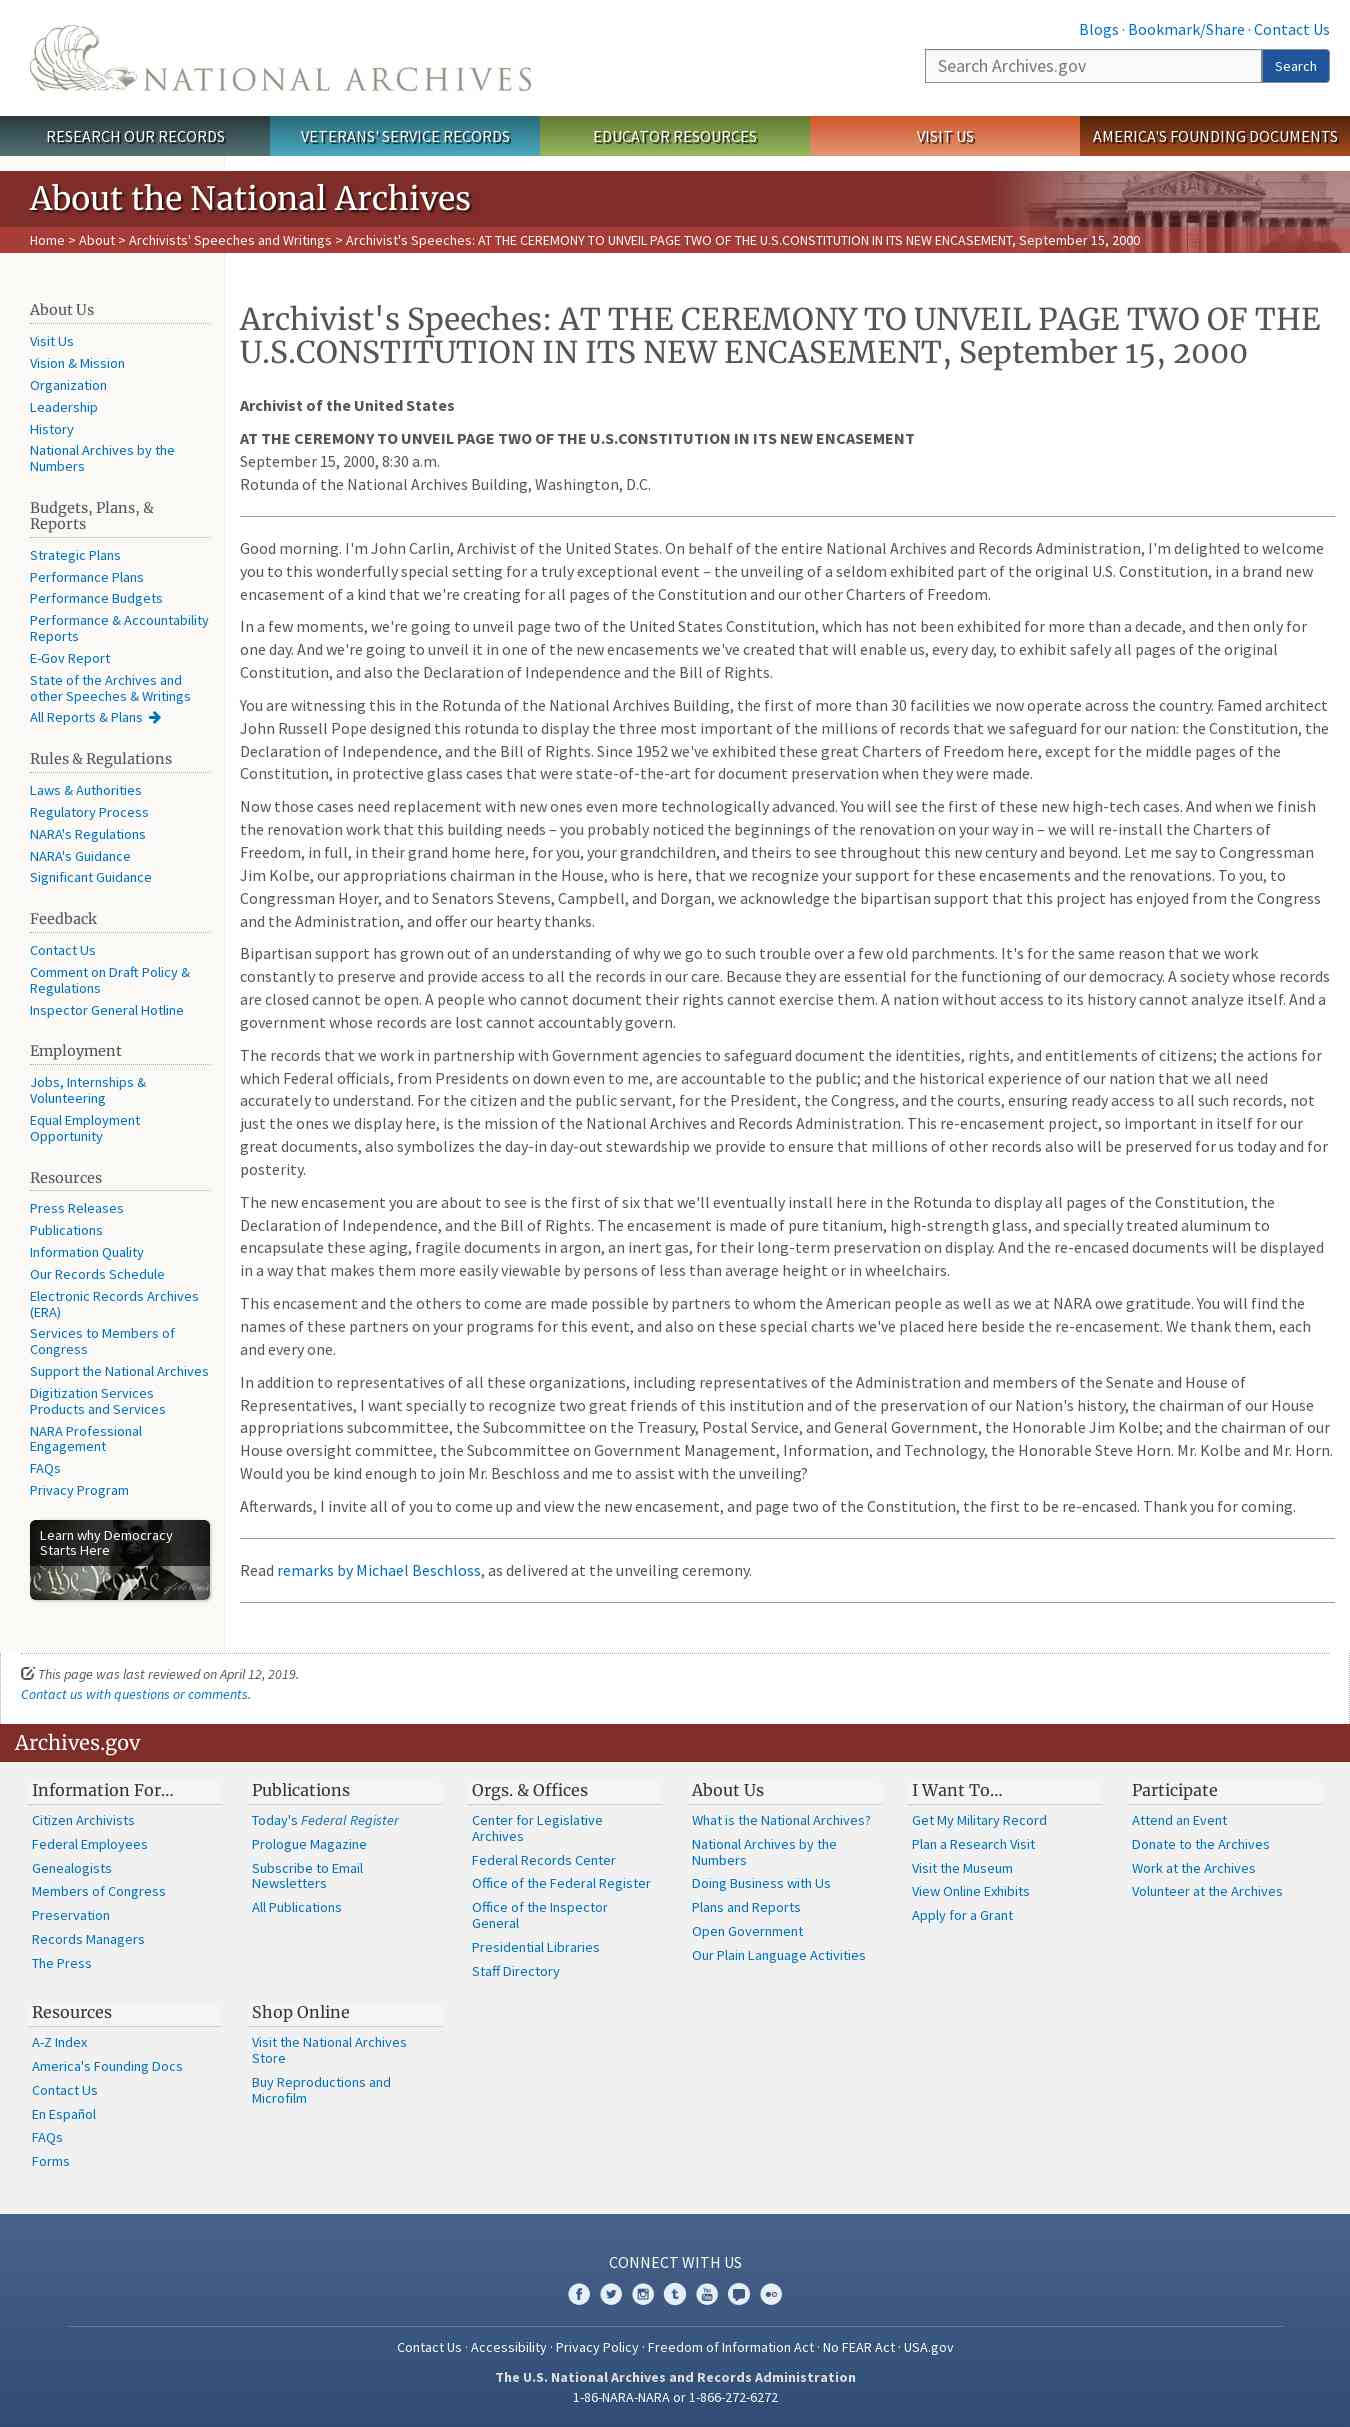 Blogs · Bookmark/Share · Contact Us
NATIONAL ARCHIVES
Search Archives.gov
Search
RESEARCH OUR RECORDS
VETERANS' SERVICE RECORDS
EDUCATOR RESOURCES
VISIT US
AMERICA'S FOUNDING DOCUMENTS
About the National Archives
Home > About > Archivists' Speeches and Writings > Archivist's Speeches: AT THE CEREMONY TO UNVEIL PAGE TWO OF THE U.S.CONSTITUTION IN ITS NEW ENCASEMENT, September 15, 2000
About Us
Visit Us
Vision & Mission
Organization
Leadership
History
National Archives by the
Numbers
Budgets, Plans, &
Reports
Strategic Plans
Performance Plans
Performance Budgets
Performance & Accountability
Reports
E-Gov Report
State of the Archives and
other Speeches & Writings
All Reports & Plans
Rules & Regulations
Laws & Authorities
Regulatory Process
NARA's Regulations
NARA's Guidance
Significant Guidance
Feedback
Contact Us
Comment on Draft Policy &
Regulations
Inspector General Hotline
Employment
Jobs, Internships &
Volunteering
Equal Employment
Opportunity
Resources
Press Releases
Publications
Information Quality
Our Records Schedule
Electronic Records Archives
(ERA)
Services to Members of
Congress
Support the National Archives
Digitization Services
Products and Services
NARA Professional
Engagement
FAQs
Privacy Program
Learn why Democracy
Starts Here
We the People
Archivist's Speeches: AT THE CEREMONY TO UNVEIL PAGE TWO OF THE
U.S.CONSTITUTION IN ITS NEW ENCASEMENT, September 15, 2000
Archivist of the United States
AT THE CEREMONY TO UNVEIL PAGE TWO OF THE U.S.CONSTITUTION IN ITS NEW ENCASEMENT
September 15, 2000, 8:30 a.m.
Rotunda of the National Archives Building, Washington, D.C.
Good morning. I'm John Carlin, Archivist of the United States. On behalf of the entire National Archives and Records Administration, I'm delighted to welcome
you to this wonderfully special setting for a truly exceptional event – the unveiling of a seldom exhibited part of the original U.S. Constitution, in a brand new
encasement of a kind that we're creating for all pages of the Constitution and our other Charters of Freedom.
In a few moments, we're going to unveil page two of the United States Constitution, which has not been exhibited for more than a decade, and then only for
one day. And we're going to unveil it in one of the new encasements we've created that will enable us, every day, to exhibit safely all pages of the original
Constitution, and also the Declaration of Independence and the Bill of Rights.
You are witnessing this in the Rotunda of the National Archives Building, the first of more than 30 facilities we now operate across the country. Famed architect
John Russell Pope designed this rotunda to display the three most important of the millions of records that we safeguard for our nation: the Constitution, the
Declaration of Independence, and the Bill of Rights. Since 1952 we've exhibited these great Charters of Freedom here, except for the middle pages of the
Constitution, in protective glass cases that were state-of-the-art for document preservation when they were made.
Now those cases need replacement with new ones even more technologically advanced. You will see the first of these new high-tech cases. And when we finish
the renovation work that this building needs – you probably noticed the beginnings of the renovation on your way in – we will re-install the Charters of
Freedom, in full, in their grand home here, for you, your grandchildren, and theirs to see throughout this new century and beyond. Let me say to Congressman
Jim Kolbe, our appropriations chairman in the House, who is here, that we recognize your support for these encasements and the renovations. To you, to
Congressman Hoyer, and to Senators Stevens, Campbell, and Dorgan, we acknowledge the bipartisan support that this project has enjoyed from the Congress
and the Administration, and offer our hearty thanks.
Bipartisan support has grown out of an understanding of why we go to such trouble over a few old parchments. It's for the same reason that we work
constantly to preserve and provide access to all the records in our care. Because they are essential for the functioning of our democracy. A society whose records
are closed cannot be open. A people who cannot document their rights cannot exercise them. A nation without access to its history cannot analyze itself. And a
government whose records are lost cannot accountably govern.
The records that we work in partnership with Government agencies to safeguard document the identities, rights, and entitlements of citizens; the actions for
which Federal officials, from Presidents on down even to me, are accountable to the public; and the historical experience of our nation that we all need
accurately to understand. For the citizen and the public servant, for the President, the Congress, and the courts, ensuring ready access to all such records, not
just the ones we display here, is the mission of the National Archives and Records Administration. This re-encasement project, so important in itself for our
great documents, also symbolizes the day-in day-out stewardship we provide to ensure that millions of other records also will be preserved for us today and for
posterity.
The new encasement you are about to see is the first of six that we'll eventually install here in the Rotunda to display all pages of the Constitution, the
Declaration of Independence, and the Bill of Rights. The encasement is made of pure titanium, high-strength glass, and specially treated aluminum to
encapsulate these aging, fragile documents in argon, an inert gas, for their long-term preservation on display. And the re-encased documents will be displayed
in a way that makes them more easily viewable by persons of less than average height or in wheelchairs.
This encasement and the others to come are made possible by partners to whom the American people as well as we at NARA owe gratitude. You will find the
names of these partners on your programs for this event, and also on these special charts we've placed here beside the re-encasement. We thank them, each
and every one.
In addition to representatives of all these organizations, including representatives of the Administration and members of the Senate and House of
Representatives, I want specially to recognize two great friends of this institution and of the preservation of our Nation's history, the chairman of our House
appropriations subcommittee, the Subcommittee on the Treasury, Postal Service, and General Government, the Honorable Jim Kolbe; and the chairman of our
House oversight committee, the Subcommittee on Government Management, Information, and Technology, the Honorable Steve Horn. Mr. Kolbe and Mr. Horn.
Would you be kind enough to join Mr. Beschloss and me to assist with the unveiling?
Afterwards, I invite all of you to come up and view the new encasement, and page two of the Constitution, the first to be re-encased. Thank you for coming.
Read remarks by Michael Beschloss, as delivered at the unveiling ceremony.
This page was last reviewed on April 12, 2019.
Contact us with questions or comments.
Archives.gov
Information For…
Citizen Archivists
Federal Employees
Genealogists
Members of Congress
Preservation
Records Managers
The Press
Publications
Today's Federal Register
Prologue Magazine
Subscribe to Email
Newsletters
All Publications
Orgs. & Offices
Center for Legislative
Archives
Federal Records Center
Office of the Federal Register
Office of the Inspector
General
Presidential Libraries
Staff Directory
About Us
What is the National Archives?
National Archives by the
Numbers
Doing Business with Us
Plans and Reports
Open Government
Our Plain Language Activities
I Want To…
Get My Military Record
Plan a Research Visit
Visit the Museum
View Online Exhibits
Apply for a Grant
Participate
Attend an Event
Donate to the Archives
Work at the Archives
Volunteer at the Archives
Resources
A-Z Index
America's Founding Docs
Contact Us
En Español
FAQs
Forms
Shop Online
Visit the National Archives
Store
Buy Reproductions and
Microfilm
CONNECT WITH US
Contact Us · Accessibility · Privacy Policy · Freedom of Information Act · No FEAR Act · USA.gov
The U.S. National Archives and Records Administration
1-86-NARA-NARA or 1-866-272-6272